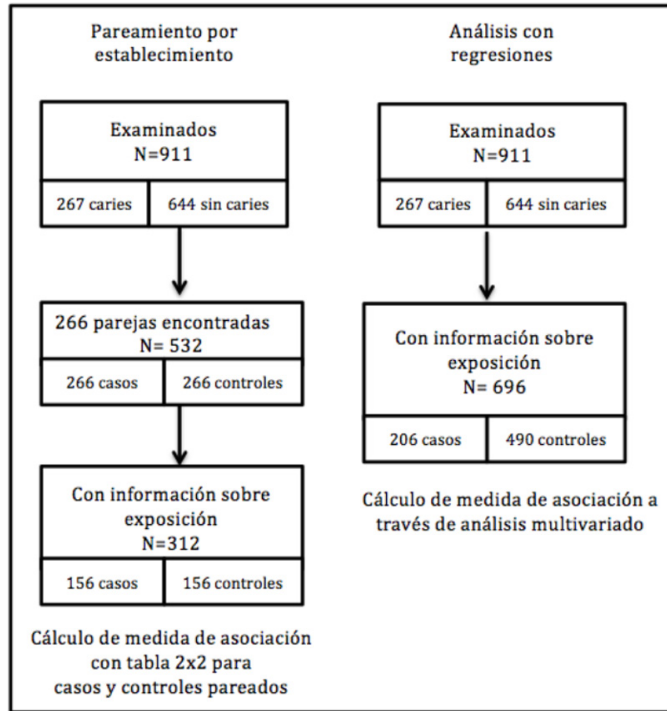 Pareamiento por
establecimiento
Examinados
N=911
267 caries
644 sin caries
266 parejas encontradas
N= 532
266 casos
266 controles
Con información sobre
exposición
N=312
156 casos
156 controles
Cálculo de medida de asociación
con tabla 2x2 para
casos y controles pareados
Análisis con
regresiones
Examinados
N=911
267 caries
644 sin caries
Con información sobre
exposición
N= 696
206 casos
490 controles
Cálculo de medida de asociación a
través de análisis multivariado